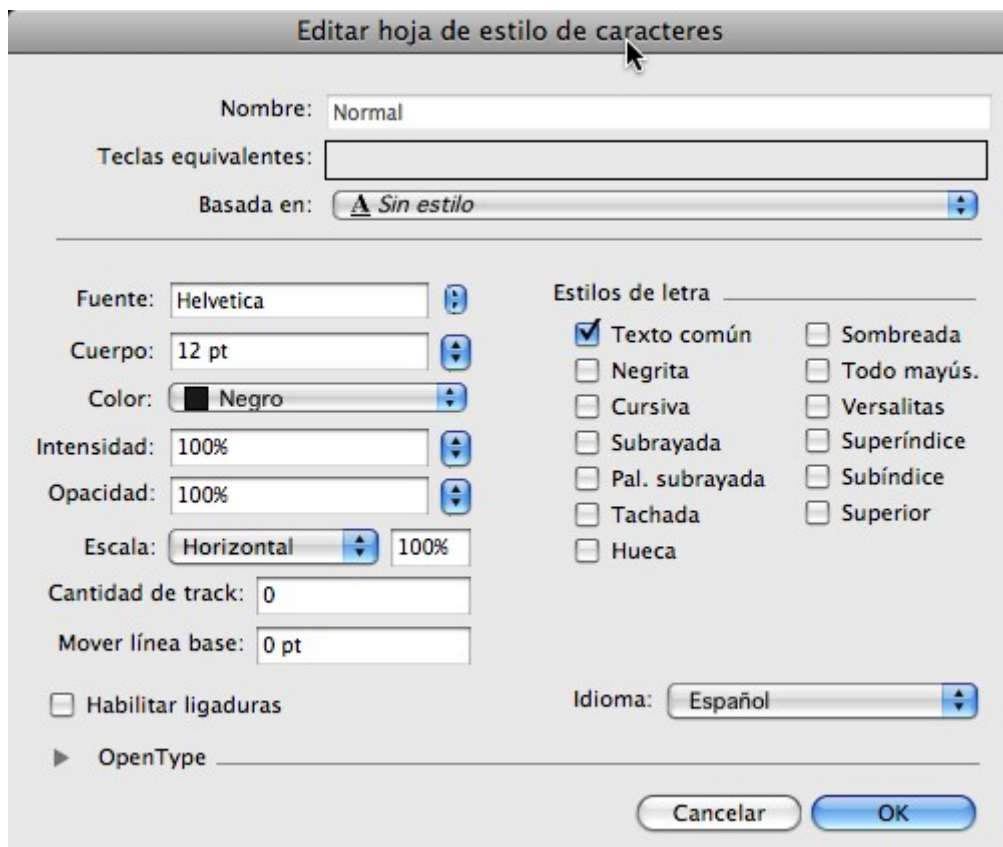 Editar hoja de estilo de caracteres
Nombre: Normal
Teclas equivalentes:
Basada en: A Sin estilo
Fuente: Helvetica
Cuerpo: 12 pt
Color: Negro
Intensidad: 100%
Opacidad: 100%
Escala: Horizontal 100%
Cantidad de track: 0
Mover línea base: 0 pt
Habilitar ligaduras
OpenType
Estilos de letra
Texto común
Negrita
Cursiva
Subrayada
Pal. subrayada
Tachada
Hueca
Sombreada
Todo mayús.
Versalitas
Superíndice
Subíndice
Superior
Idioma: Español
Cancelar OK